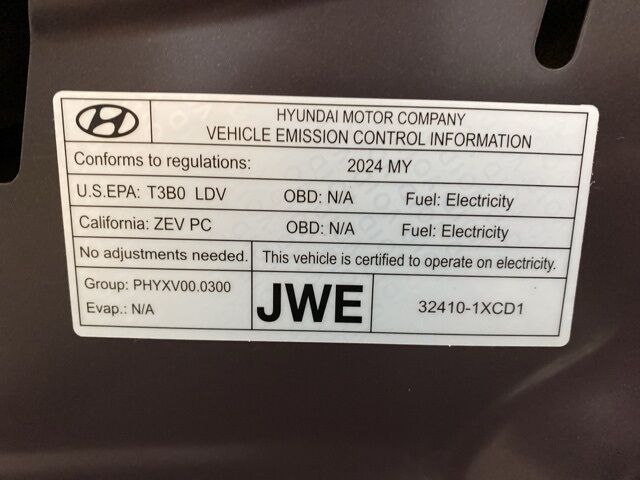 HYUNDAI MOTOR COMPANY
VEHICLE EMISSION CONTROL INFORMATION
Conforms to regulations: 2024 MY
U.S.EPA: T3B0 LDV OBD: N/A Fuel: Electricity
California: ZEV PC OBD: N/A Fuel: Electricity
No adjustments needed. This vehicle is certified to operate on electricity.
Group: PHYXV00.0300
Evap.: N/A
JWE
32410-1XCD1